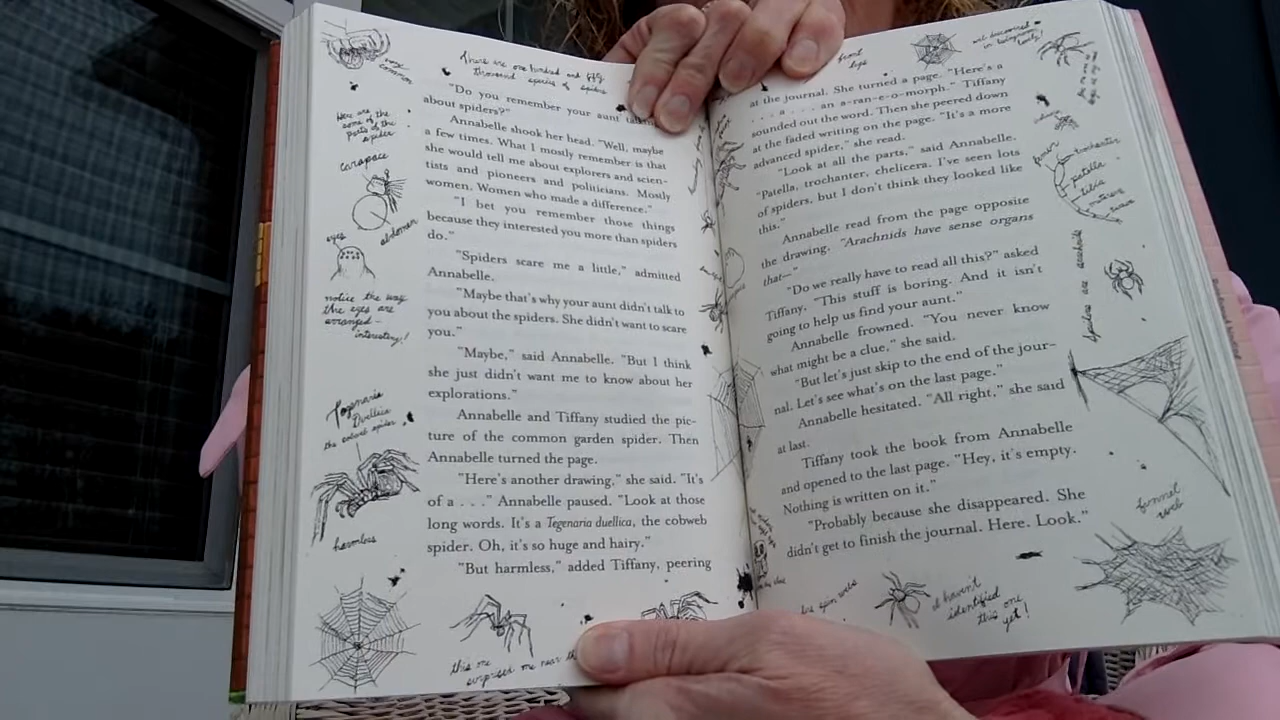 very
common
There are one hundred and fifty
thousand species of spiders
Here are the
some of the
parts of the
spider
carapace
abdomen
eyes
notice the way
the eyes are
arranged –
interesting!
Tegenaria
Duellica
the cobweb spider
harmless
this one
surprised me near
"Do you remember your aunt
about spiders?"
Annabelle shook her head. "Well, maybe
a few times. What I mostly remember is that
she would tell me about explorers and scien-
tists and pioneers and politicians. Mostly
women. Women who made a difference."
"I bet you remember those things
because they interested you more than spiders
do."
"Spiders scare me a little," admitted
Annabelle.
"Maybe that's why your aunt didn't talk to
you about the spiders. She didn't want to scare
you."
"Maybe," said Annabelle. "But I think
she just didn't want me to know about her
explorations."
Annabelle and Tiffany studied the pic-
ture of the common garden spider. Then
Annabelle turned the page.
"Here's another drawing," she said. "It's
of a . . ." Annabelle paused. "Look at those
long words. It's a Tegenaria duellica, the cobweb
spider. Oh, it's so huge and hairy."
"But harmless," added Tiffany, peering
front
legs
at the journal. She turned a page. "Here's a
. . . a . . . an a-ran-e-o-morph." Tiffany
sounded out the word. Then she peered down
at the faded writing on the page. "It's a more
advanced spider," she read.
"Look at all the parts," said Annabelle.
"Patella, trochanter, chelicera. I've seen lots
of spiders, but I don't think they looked like
this."
Annabelle read from the page opposite
the drawing. "Arachnids have sense organs
that—"
"Do we really have to read all this?" asked
Tiffany. "This stuff is boring. And it isn't
going to help us find your aunt."
Annabelle frowned. "You never know
what might be a clue," she said.
"But let's just skip to the end of the jour-
nal. Let's see what's on the last page."
Annabelle hesitated. "All right," she said
at last.
Tiffany took the book from Annabelle
and opened to the last page. "Hey, it's empty.
Nothing is written on it."
"Probably because she disappeared. She
didn't get to finish the journal. Here. Look."
trochanter
femur
patella
tibia
Spiders are arachnids
funnel
web
spin webs
I haven't
identified
this one
yet!